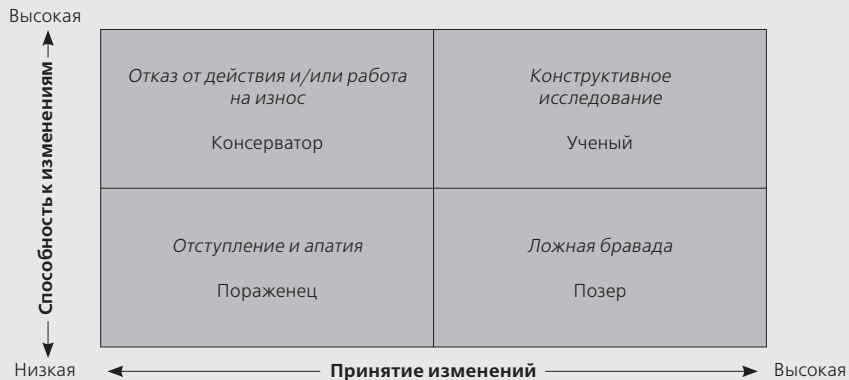 Высокая
Способность к изменениям
Отказ от действия и/или работа
на износ
Консерватор
Конструктивное
исследование
Ученый
Отступление и апатия
Пораженец
Ложная бравада
Позер
Низкая
Принятие изменений
Высокая